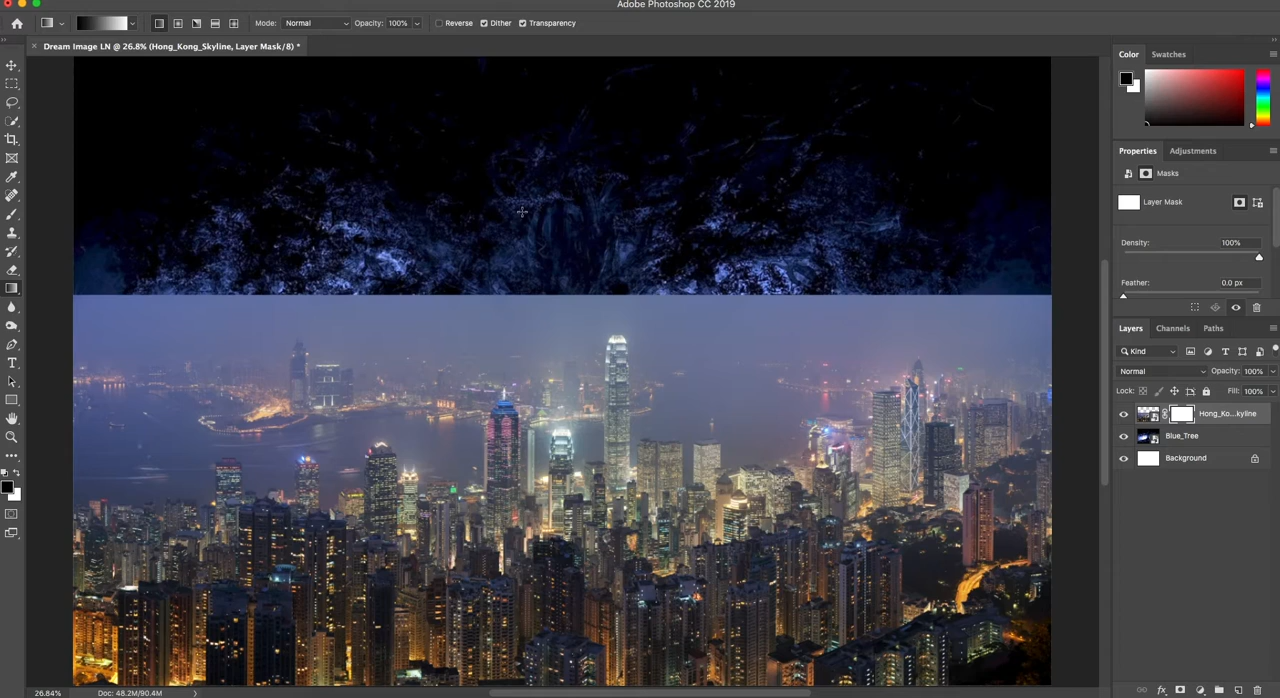 Adobe Photoshop CC 2019
Mode: Normal Opacity: 100% Reverse Dither Transparency
Dream Image LN @ 26.8% (Hong_Kong_Skyline, Layer Mask/8) *
Color Swatches
Properties Adjustments
Masks
Layer Mask
Density: 100%
Feather: 0.0 px
Layers Channels Paths
Kind
Normal Opacity: 100%
Lock: Fill: 100%
Hong_Ko...kyline
Blue_Tree
Background
26.84% Doc: 48.2M/90.4M